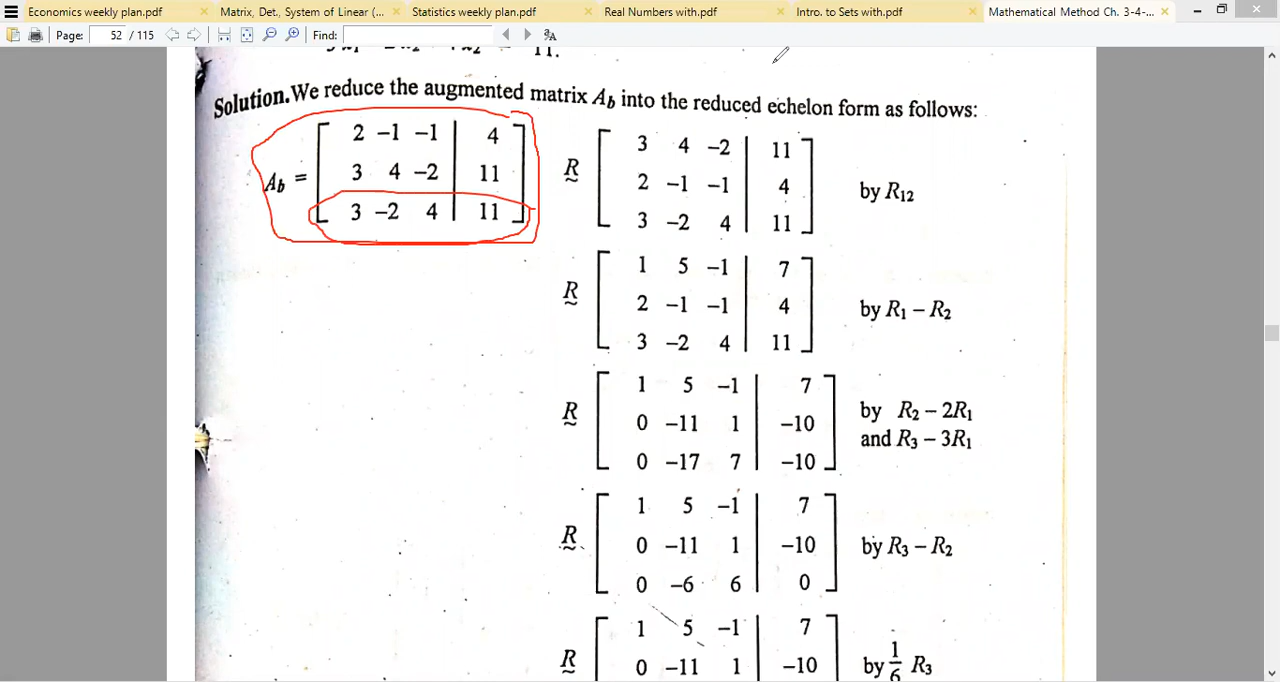 Economics weekly plan.pdf × Matrix, Det., System of Linear (... × Statistics weekly plan.pdf × Real Numbers with.pdf × Intro. to Sets with.pdf × Mathematical Method Ch. 3-4-... ×
Page: 52 / 115 Find:
11.
Solution. We reduce the augmented matrix Ab into the reduced echelon form as follows:
Ab = [ 2 −1 −1 | 4 ]
3 4 −2 | 11
3 −2 4 | 11
R [ 3 4 −2 | 11 ]
2 −1 −1 | 4
3 −2 4 | 11
by R12
R [ 1 5 −1 | 7 ]
2 −1 −1 | 4
3 −2 4 | 11
by R1 − R2
R [ 1 5 −1 | 7 ]
0 −11 1 | −10
0 −17 7 | −10
by R2 − 2R1
and R3 − 3R1
R [ 1 5 −1 | 7 ]
0 −11 1 | −10
0 −6 6 | 0
by R3 − R2
R [ 1 5 −1 | 7 ]
0 −11 1 | −10
by 1/6 R3